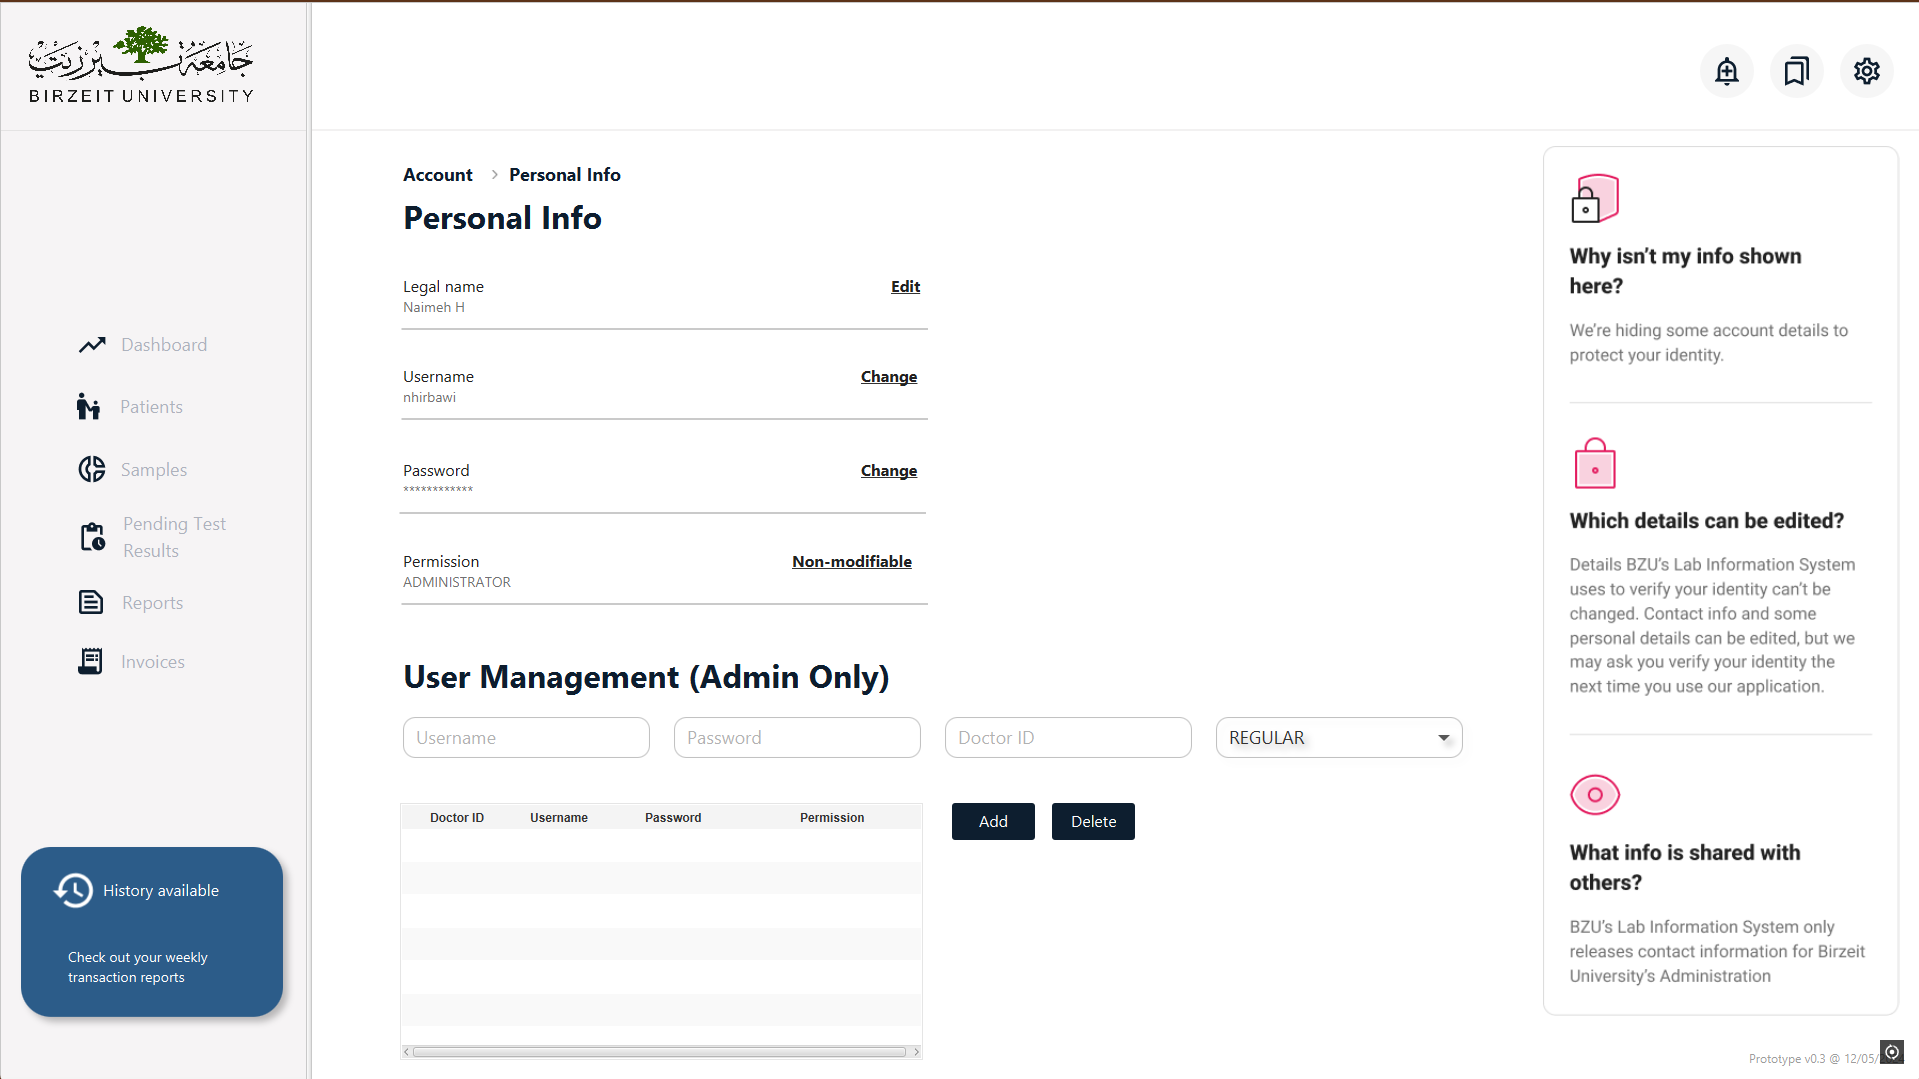 جامعة بيرزيت
BIRZEIT UNIVERSITY
Dashboard
Patients
Samples
Pending Test
Results
Reports
Invoices
History available
Check out your weekly
transaction reports
Account > Personal Info
Personal Info
Legal name Edit
Naimeh H
Username Change
nhirbawi
Password Change
************
Permission Non-modifiable
ADMINISTRATOR
User Management (Admin Only)
Username Password Doctor ID REGULAR
Doctor ID Username Password Permission
Add Delete
Why isn’t my info shown
here?
We’re hiding some account details to
protect your identity.
Which details can be edited?
Details BZU’s Lab Information System
uses to verify your identity can’t be
changed. Contact info and some
personal details can be edited, but we
may ask you verify your identity the
next time you use our application.
What info is shared with
others?
BZU’s Lab Information System only
releases contact information for Birzeit
University’s Administration
Prototype v0.3 @ 12/05/